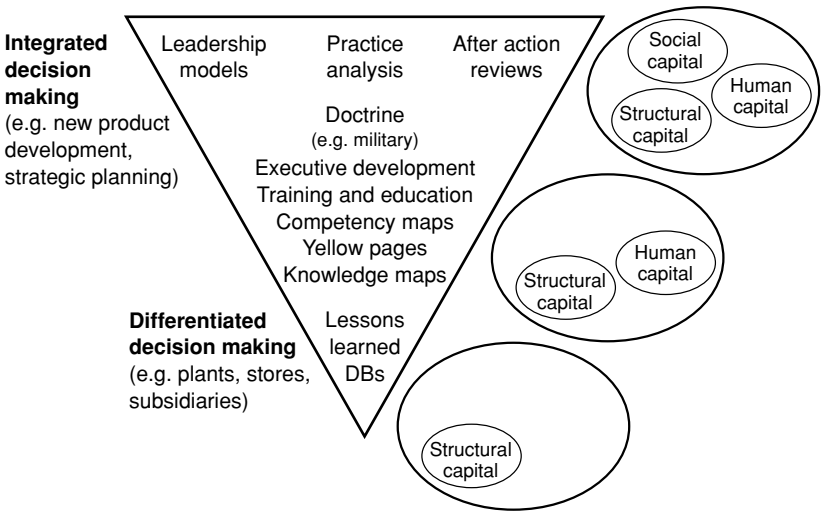 Integrated
decision
making
(e.g. new product
development,
strategic planning)
Leadership
models
Practice
analysis
After action
reviews
Doctrine
(e.g. military)
Executive development
Training and education
Competency maps
Yellow pages
Knowledge maps
Lessons
learned
DBs
Differentiated
decision making
(e.g. plants, stores,
subsidiaries)
Social
capital
Human
capital
Structural
capital
Human
capital
Structural
capital
Structural
capital